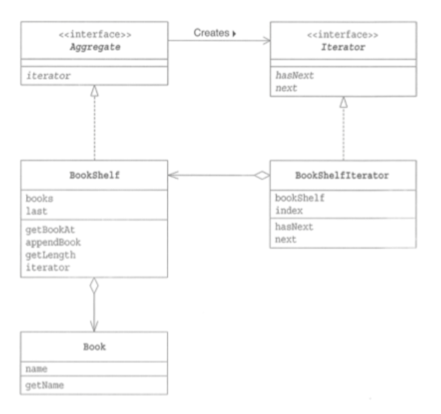 <<interface>>
Aggregate
iterator
Creates
<<interface>>
Iterator
hasNext
next
BookShelf
books
last
getBookAt
appendBook
getLength
iterator
BookShelfIterator
bookShelf
index
hasNext
next
Book
name
getName